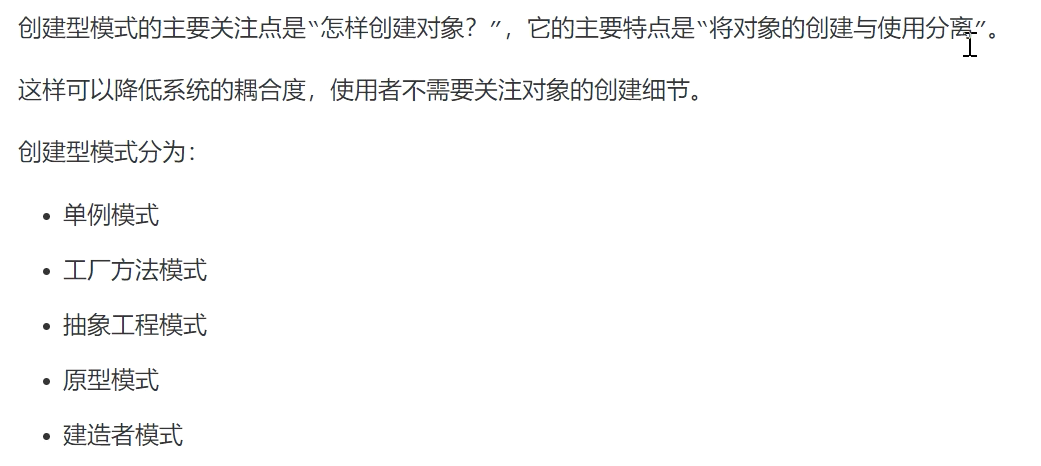 创建型模式的主要关注点是“怎样创建对象？”，它的主要特点是“将对象的创建与使用分离”。
这样可以降低系统的耦合度，使用者不需要关注对象的创建细节。
创建型模式分为：
• 单例模式
• 工厂方法模式
• 抽象工程模式
• 原型模式
• 建造者模式